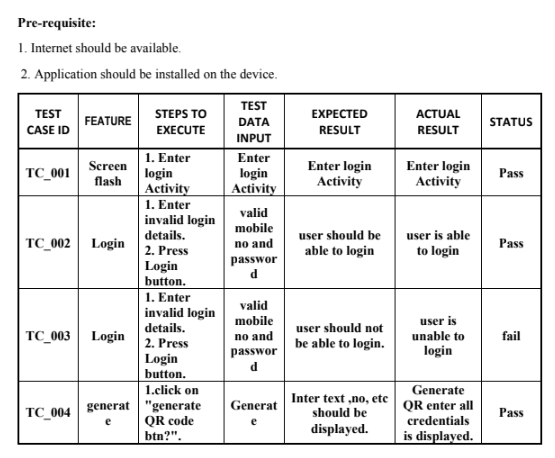 Pre-requisite:
1. Internet should be available.
2. Application should be installed on the device.
TEST CASE ID | FEATURE | STEPS TO EXECUTE | TEST DATA INPUT | EXPECTED RESULT | ACTUAL RESULT | STATUS
TC_001 | Screen flash | 1. Enter login Activity | Enter login Activity | Enter login Activity | Enter login Activity | Pass
TC_002 | Login | 1. Enter invalid login details. 2. Press Login button. | valid mobile no and passwor d | user should be able to login | user is able to login | Pass
TC_003 | Login | 1. Enter invalid login details. 2. Press Login button. | valid mobile no and passwor d | user should not be able to login. | user is unable to login | fail
TC_004 | generat e | 1.click on "generate QR code btn?". | Generat e | Inter text ,no, etc should be displayed. | Generate QR enter all credentials is displayed. | Pass